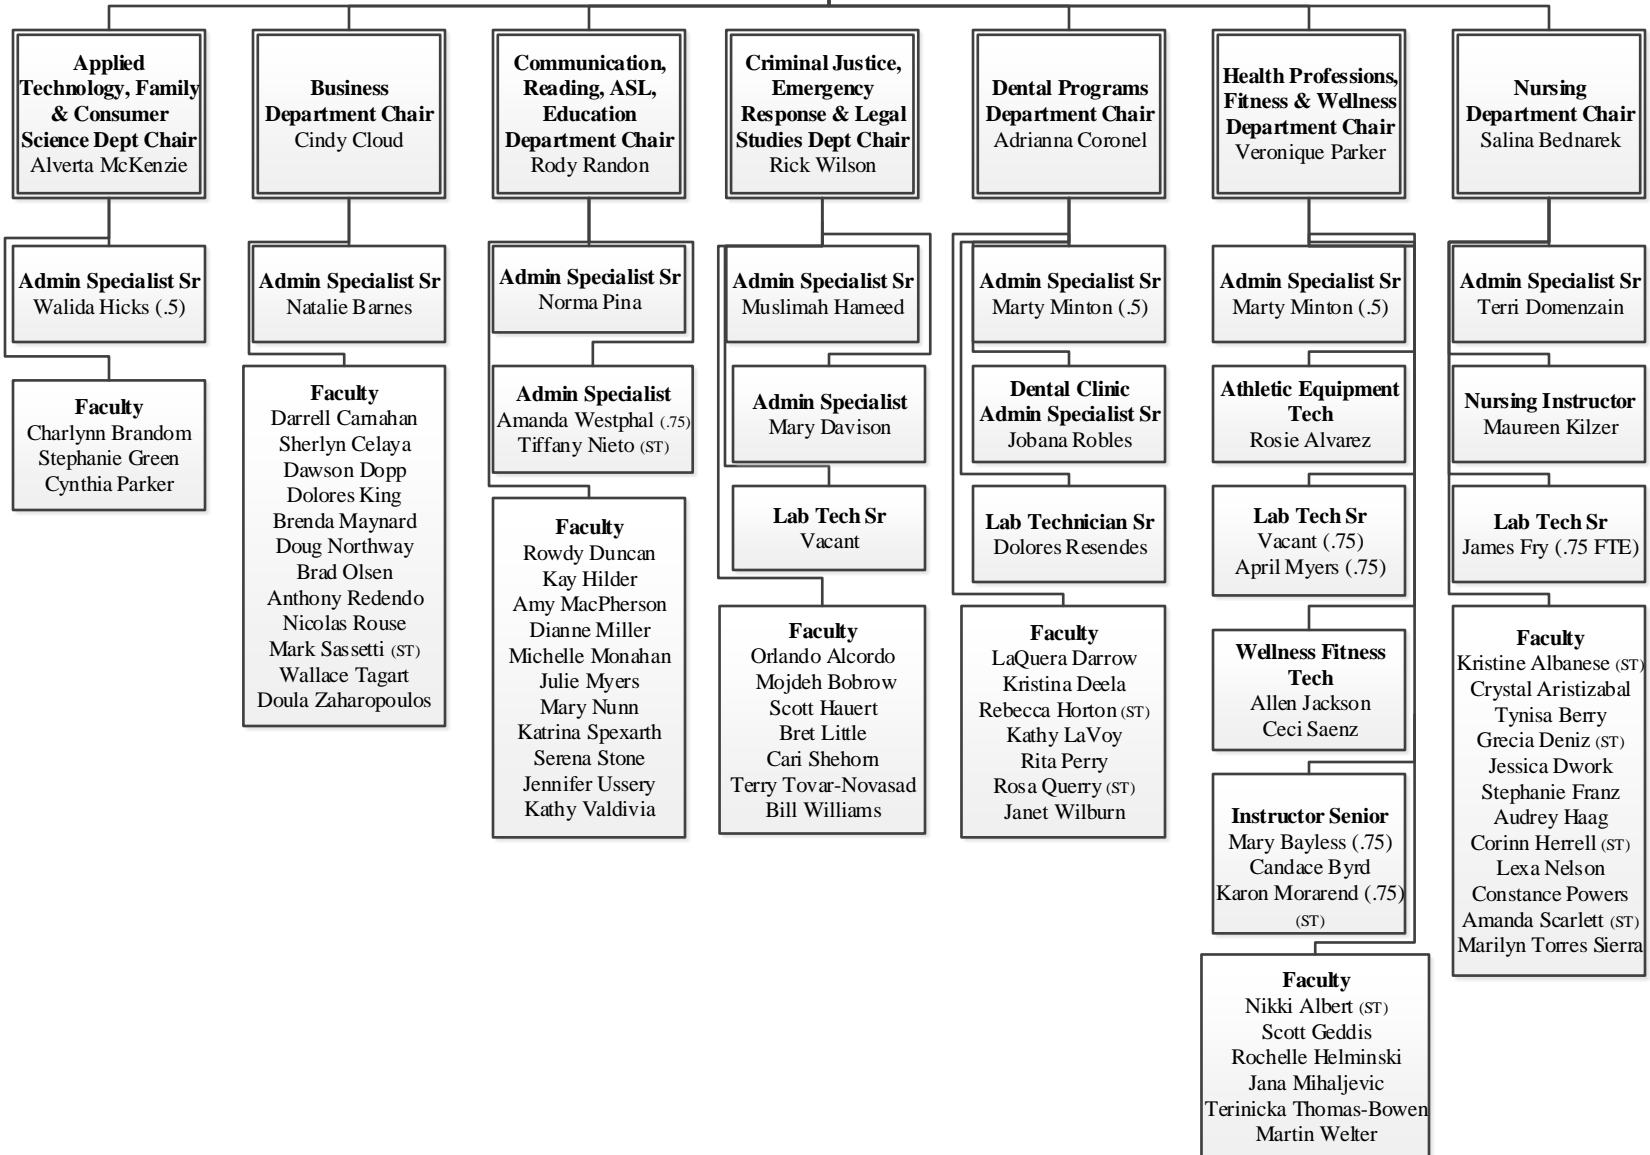 Applied
Technology, Family
& Consumer
Science Dept Chair
Alverta McKenzie
Admin Specialist Sr
Walida Hicks (.5)
Faculty
Charlynn Brandom
Stephanie Green
Cynthia Parker
Business
Department Chair
Cindy Cloud
Admin Specialist Sr
Natalie Barnes
Faculty
Darrell Carnahan
Sherlyn Celaya
Dawson Dopp
Dolores King
Brenda Maynard
Doug Northway
Brad Olsen
Anthony Redendo
Nicolas Rouse
Mark Sassetti (ST)
Wallace Tagart
Doula Zaharopoulos
Communication,
Reading, ASL,
Education
Department Chair
Rody Randon
Admin Specialist Sr
Norma Pina
Admin Specialist
Amanda Westphal (.75)
Tiffany Nieto (ST)
Faculty
Rowdy Duncan
Kay Hilder
Amy MacPherson
Dianne Miller
Michelle Monahan
Julie Myers
Mary Nunn
Katrina Spexarth
Serena Stone
Jennifer Ussery
Kathy Valdivia
Criminal Justice,
Emergency
Response & Legal
Studies Dept Chair
Rick Wilson
Admin Specialist Sr
Muslimah Hameed
Admin Specialist
Mary Davison
Lab Tech Sr
Vacant
Faculty
Orlando Alcordo
Mojdeh Bobrow
Scott Hauert
Bret Little
Cari Shehorn
Terry Tovar-Novasad
Bill Williams
Dental Programs
Department Chair
Adrianna Coronel
Admin Specialist Sr
Marty Minton (.5)
Dental Clinic
Admin Specialist Sr
Jobana Robles
Lab Technician Sr
Dolores Resendes
Faculty
LaQuera Darrow
Kristina Deela
Rebecca Horton (ST)
Kathy LaVoy
Rita Perry
Rosa Querry (ST)
Janet Wilburn
Health Professions,
Fitness & Wellness
Department Chair
Veronique Parker
Admin Specialist Sr
Marty Minton (.5)
Athletic Equipment
Tech
Rosie Alvarez
Lab Tech Sr
Vacant (.75)
April Myers (.75)
Wellness Fitness
Tech
Allen Jackson
Ceci Saenz
Instructor Senior
Mary Bayless (.75)
Candace Byrd
Karon Morarend (.75)
(ST)
Faculty
Nikki Albert (ST)
Scott Geddis
Rochelle Helminski
Jana Mihaljevic
Terinicka Thomas-Bowen
Martin Welter
Nursing
Department Chair
Salina Bednarek
Admin Specialist Sr
Terri Domenzain
Nursing Instructor
Maureen Kilzer
Lab Tech Sr
James Fry (.75 FTE)
Faculty
Kristine Albanese (ST)
Crystal Aristizabal
Tynisa Berry
Grecia Deniz (ST)
Jessica Dwork
Stephanie Franz
Audrey Haag
Corinn Herrell (ST)
Lexa Nelson
Constance Powers
Amanda Scarlett (ST)
Marilyn Torres Sierra